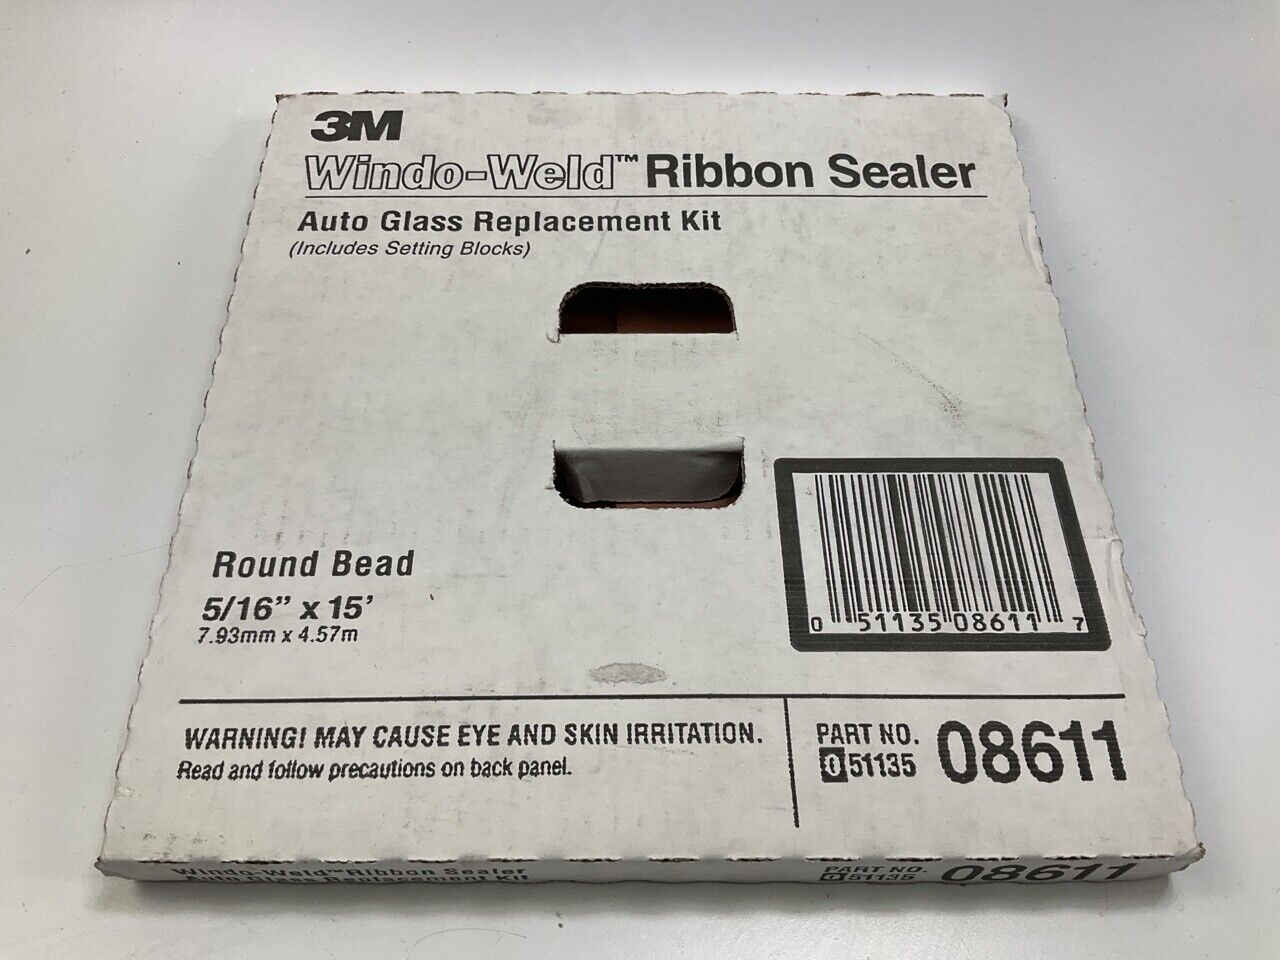 3M
Windo-Weld™ Ribbon Sealer
Auto Glass Replacement Kit
(Includes Setting Blocks)
Round Bead
5/16” x 15’
7.93mm x 4.57m
0 51135 08611 7
WARNING! MAY CAUSE EYE AND SKIN IRRITATION.
Read and follow precautions on back panel.
PART NO.
0 51135 08611
Windo-Weld™ Ribbon Sealer
Auto Glass Replacement Kit
PART NO.
0 51135 08611